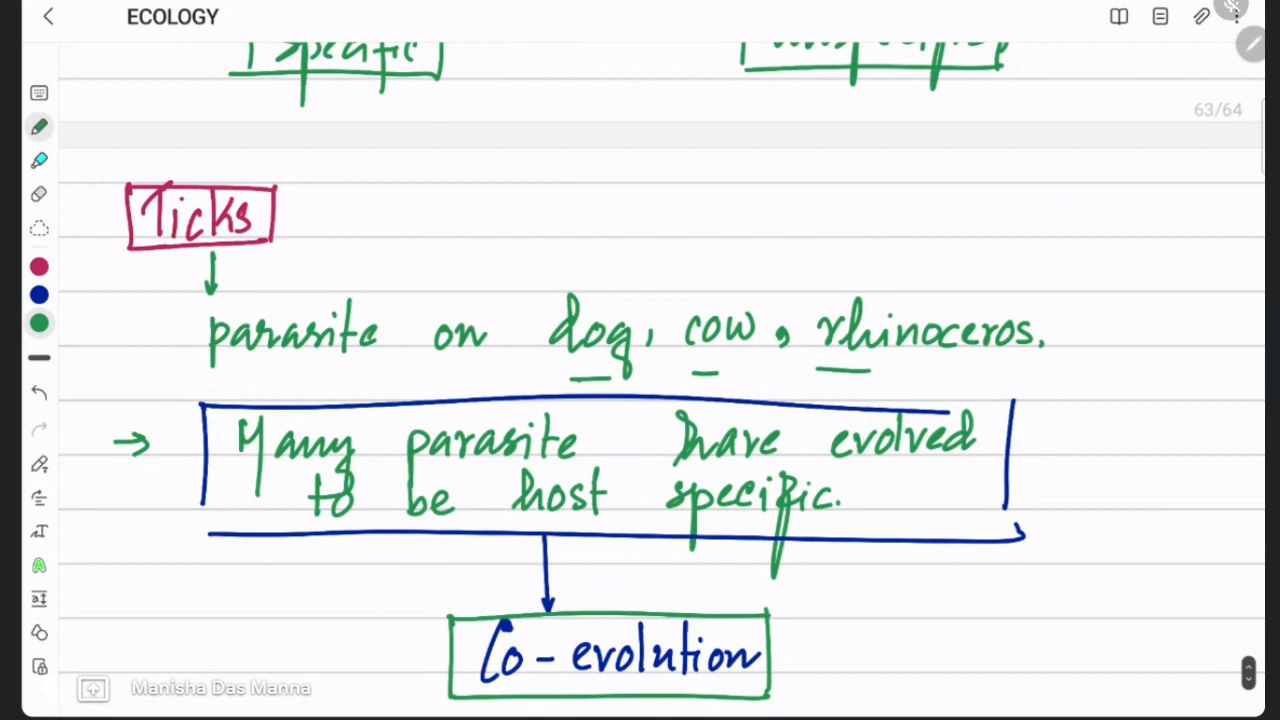 ECOLOGY
specific
63/64
Ticks
parasite on dog, cow, rhinoceros.
→ Many parasite have evolved
to be host specific.
Co-evolution
Manisha Das Manna